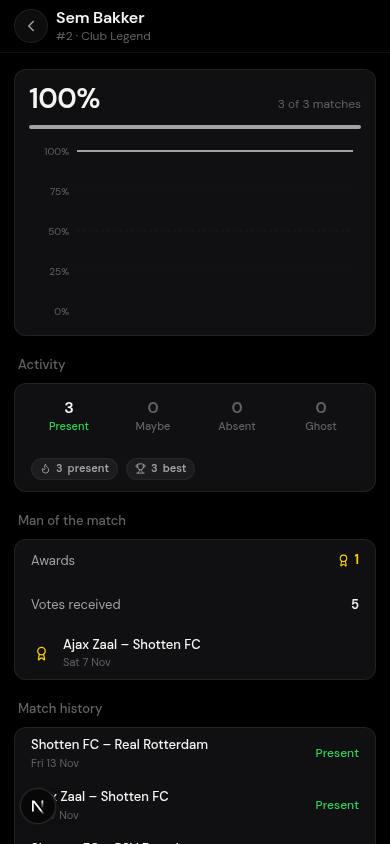 Sem Bakker
#2 · Club Legend
100%
3 of 3 matches
100%
75%
50%
25%
0%
Activity
3
Present
0
Maybe
0
Absent
0
Ghost
3 present
3 best
Man of the match
Awards
1
Votes received
5
Ajax Zaal – Shotten FC
Sat 7 Nov
Match history
Shotten FC – Real Rotterdam
Fri 13 Nov
Present
Zaal – Shotten FC
Nov
Present
N